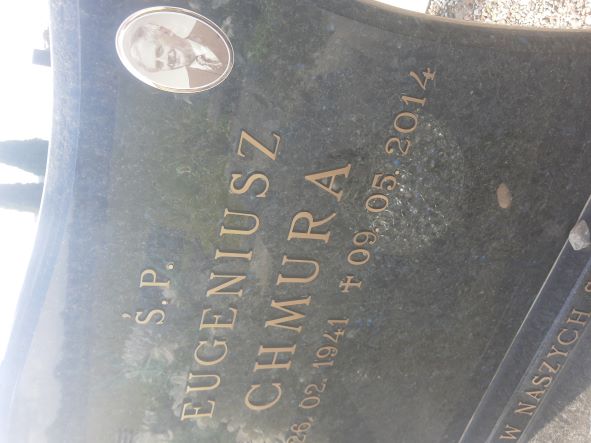 Ś.P.
EUGENIUSZ
CHMURA
26.02.1941 ✝ 09.05.2014
W NASZYCH